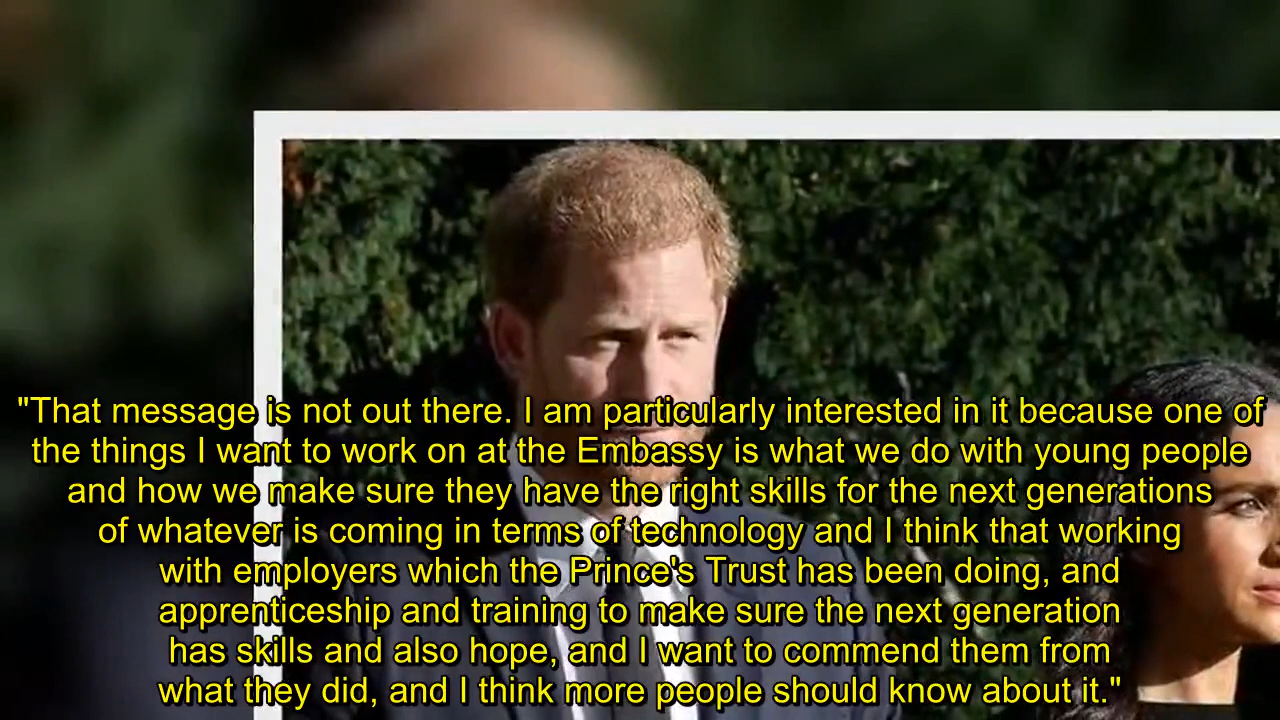 "That message is not out there. I am particularly interested in it because one of
the things I want to work on at the Embassy is what we do with young people
and how we make sure they have the right skills for the next generations
of whatever is coming in terms of technology and I think that working
with employers which the Prince's Trust has been doing, and
apprenticeship and training to make sure the next generation
has skills and also hope, and I want to commend them from
what they did, and I think more people should know about it."